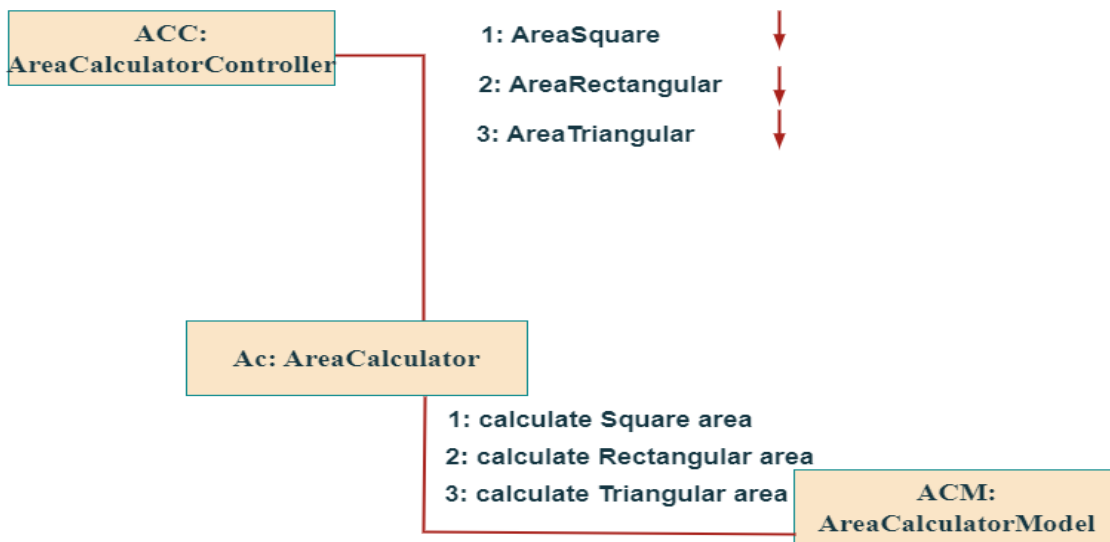 ACC:
AreaCalculatorController
1: AreaSquare
2: AreaRectangular
3: AreaTriangular
Ac: AreaCalculator
1: calculate Square area
2: calculate Rectangular area
3: calculate Triangular area
ACM:
AreaCalculatorModel